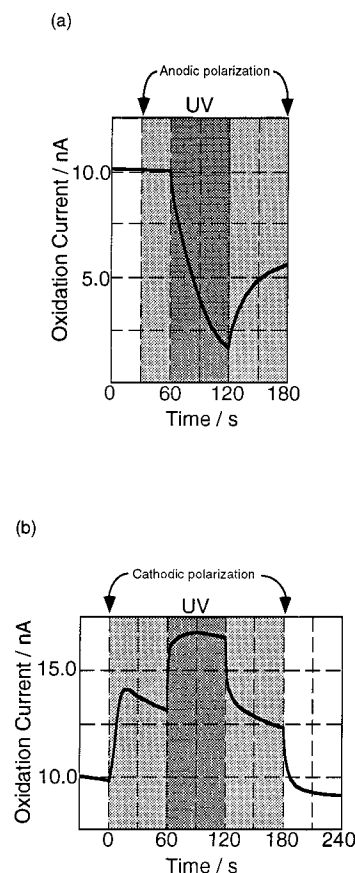 (a)
Anodic polarization
UV
10.0
5.0
Oxidation Current / nA
0 60 120 180
Time / s
(b)
Cathodic polarization
UV
15.0
10.0
Oxidation Current / nA
0 60 120 180 240
Time / s